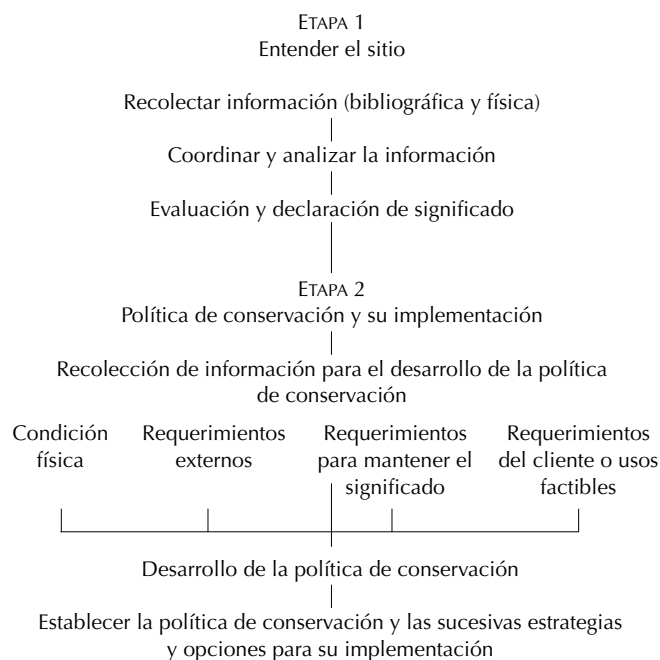 ETAPA 1
Entender el sitio
Recolectar información (bibliográfica y física)
Coordinar y analizar la información
Evaluación y declaración de significado
ETAPA 2
Política de conservación y su implementación
Recolección de información para el desarrollo de la política
de conservación
Condición
física
Requerimientos
externos
Requerimientos
para mantener el
significado
Requerimientos
del cliente o usos
factibles
Desarrollo de la política de conservación
Establecer la política de conservación y las sucesivas estrategias
y opciones para su implementación